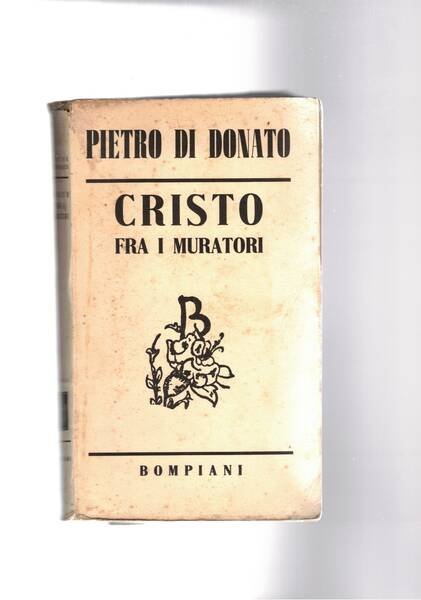 PIETRO DI DONATO
CRISTO
FRA I MURATORI
B
BOMPIANI